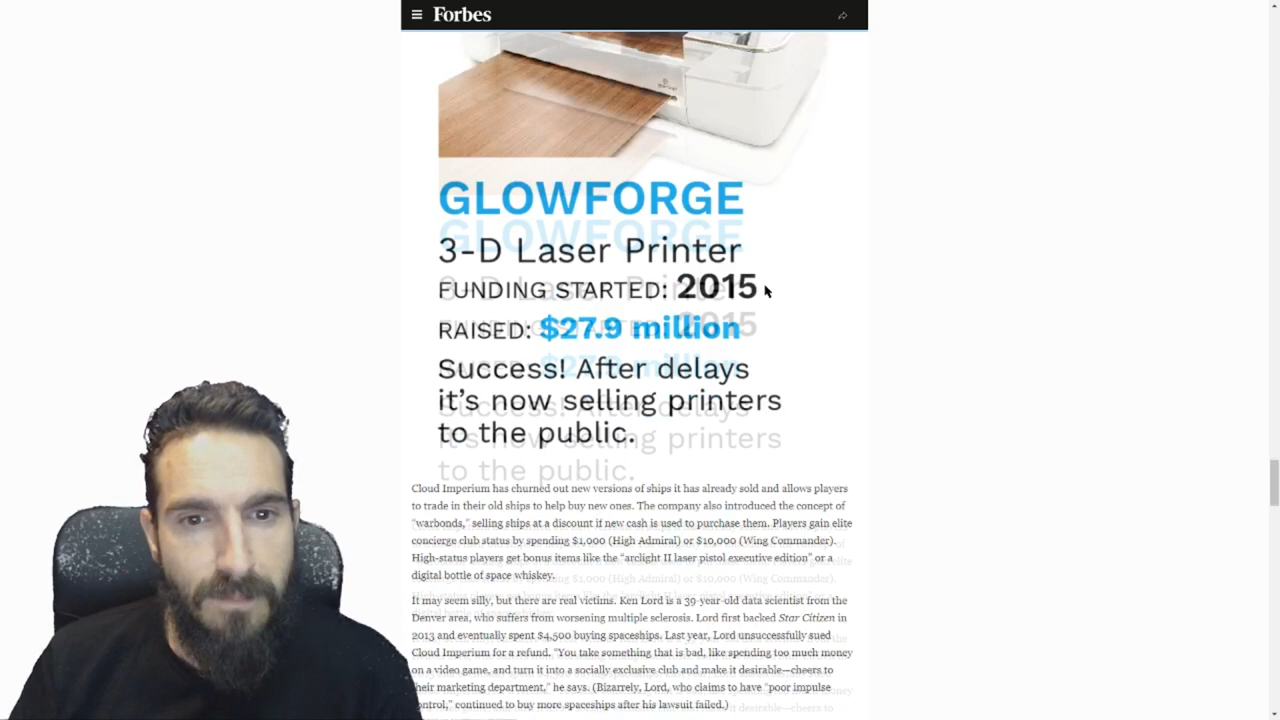 Forbes
GLOWFORGE
3-D Laser Printer
FUNDING STARTED: 2015
RAISED: $27.9 million
Success! After delays
it's now selling printers
to the public.
Cloud Imperium has churned out new versions of ships it has already sold and allows players
to trade in their old ships to help buy new ones. The company also introduced the concept of
"warbonds," selling ships at a discount if new cash is used to purchase them. Players gain elite
concierge club status by spending $1,000 (High Admiral) or $10,000 (Wing Commander).
High-status players get bonus items like the "arclight II laser pistol executive edition" or a
digital bottle of space whiskey.
It may seem silly, but there are real victims. Ken Lord is a 39-year-old data scientist from the
Denver area, who suffers from worsening multiple sclerosis. Lord first backed Star Citizen in
2013 and eventually spent $4,500 buying spaceships. Last year, Lord unsuccessfully sued
Cloud Imperium for a refund. "You take something that is bad, like spending too much money
on a video game, and turn it into a socially exclusive club and make it desirable—cheers to
their marketing department," he says. (Bizarrely, Lord, who claims to have "poor impulse
control," continued to buy more spaceships after his lawsuit failed.)